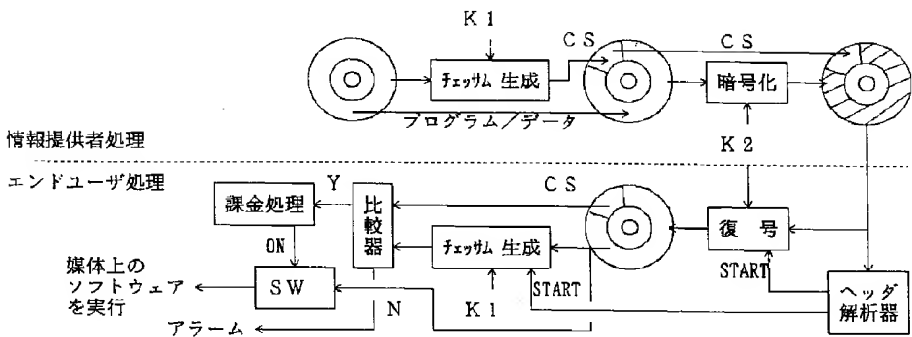 K1
CS
CS
チェッサム 生成
暗号化
プログラム／データ
K2
情報提供者処理
エンドユーザ処理
Y
CS
課金処理
比較器
チェッサム 生成
復号
ON
START
START
媒体上の
ソフトウェア
を実行
SW
N
K1
ヘッダ
解析器
アラーム